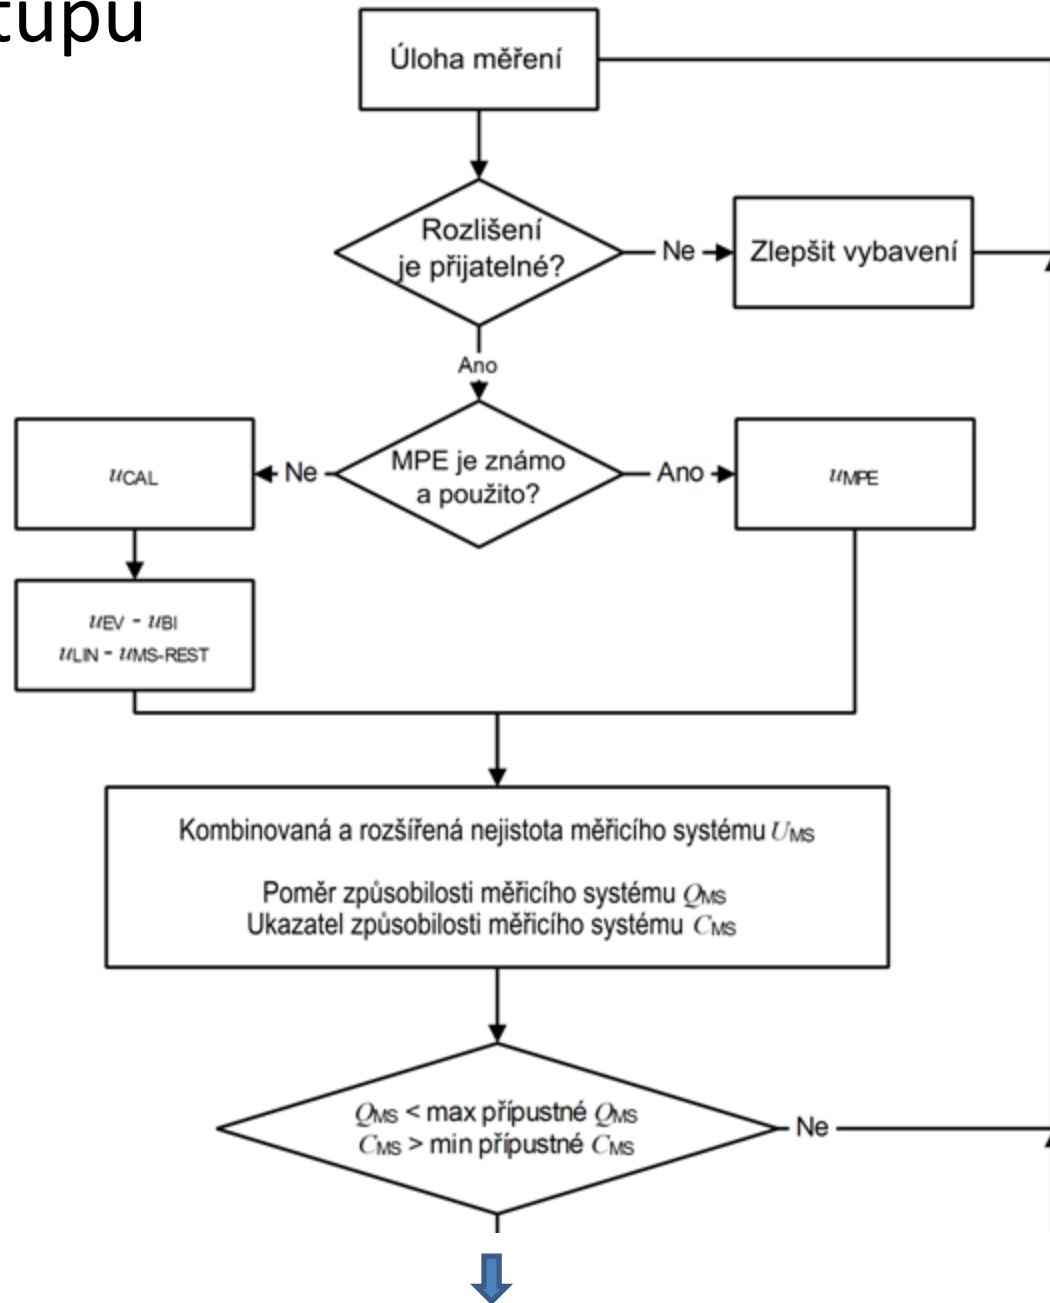 tupu
Úloha měření
Rozlišení
je přijatelné?
Ne
Zlepšit vybavení
Ano
MPE je známo
a použito?
Ne
Ano
uCAL
uMPE
uEV - uBI
uLIN - uMS-REST
Kombinovaná a rozšířená nejistota měřicího systému UMS
Poměr způsobilosti měřicího systému QMS
Ukazatel způsobilosti měřicího systému CMS
QMS < max přípustné QMS
CMS > min přípustné CMS
Ne